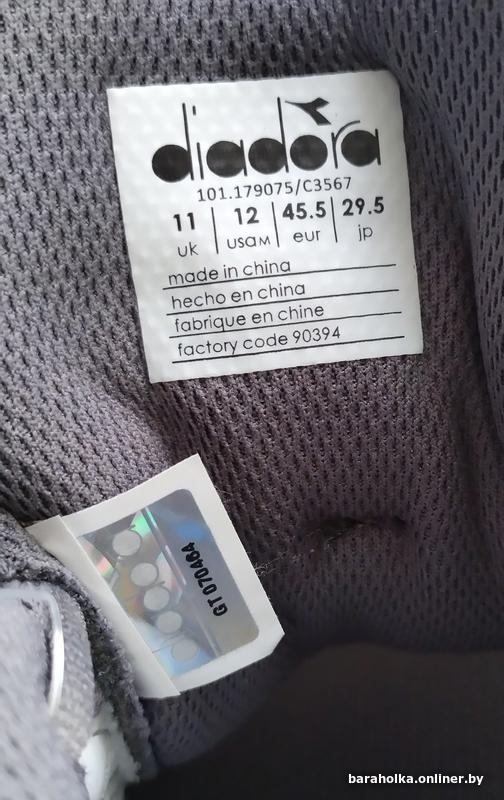 diadora
101.179075/C3567
11 | 12 | 45.5 | 29.5
uk usaM eur jp
made in china
hecho en china
fabrique en chine
factory code 90394
GT 070464
baraholka.onliner.by